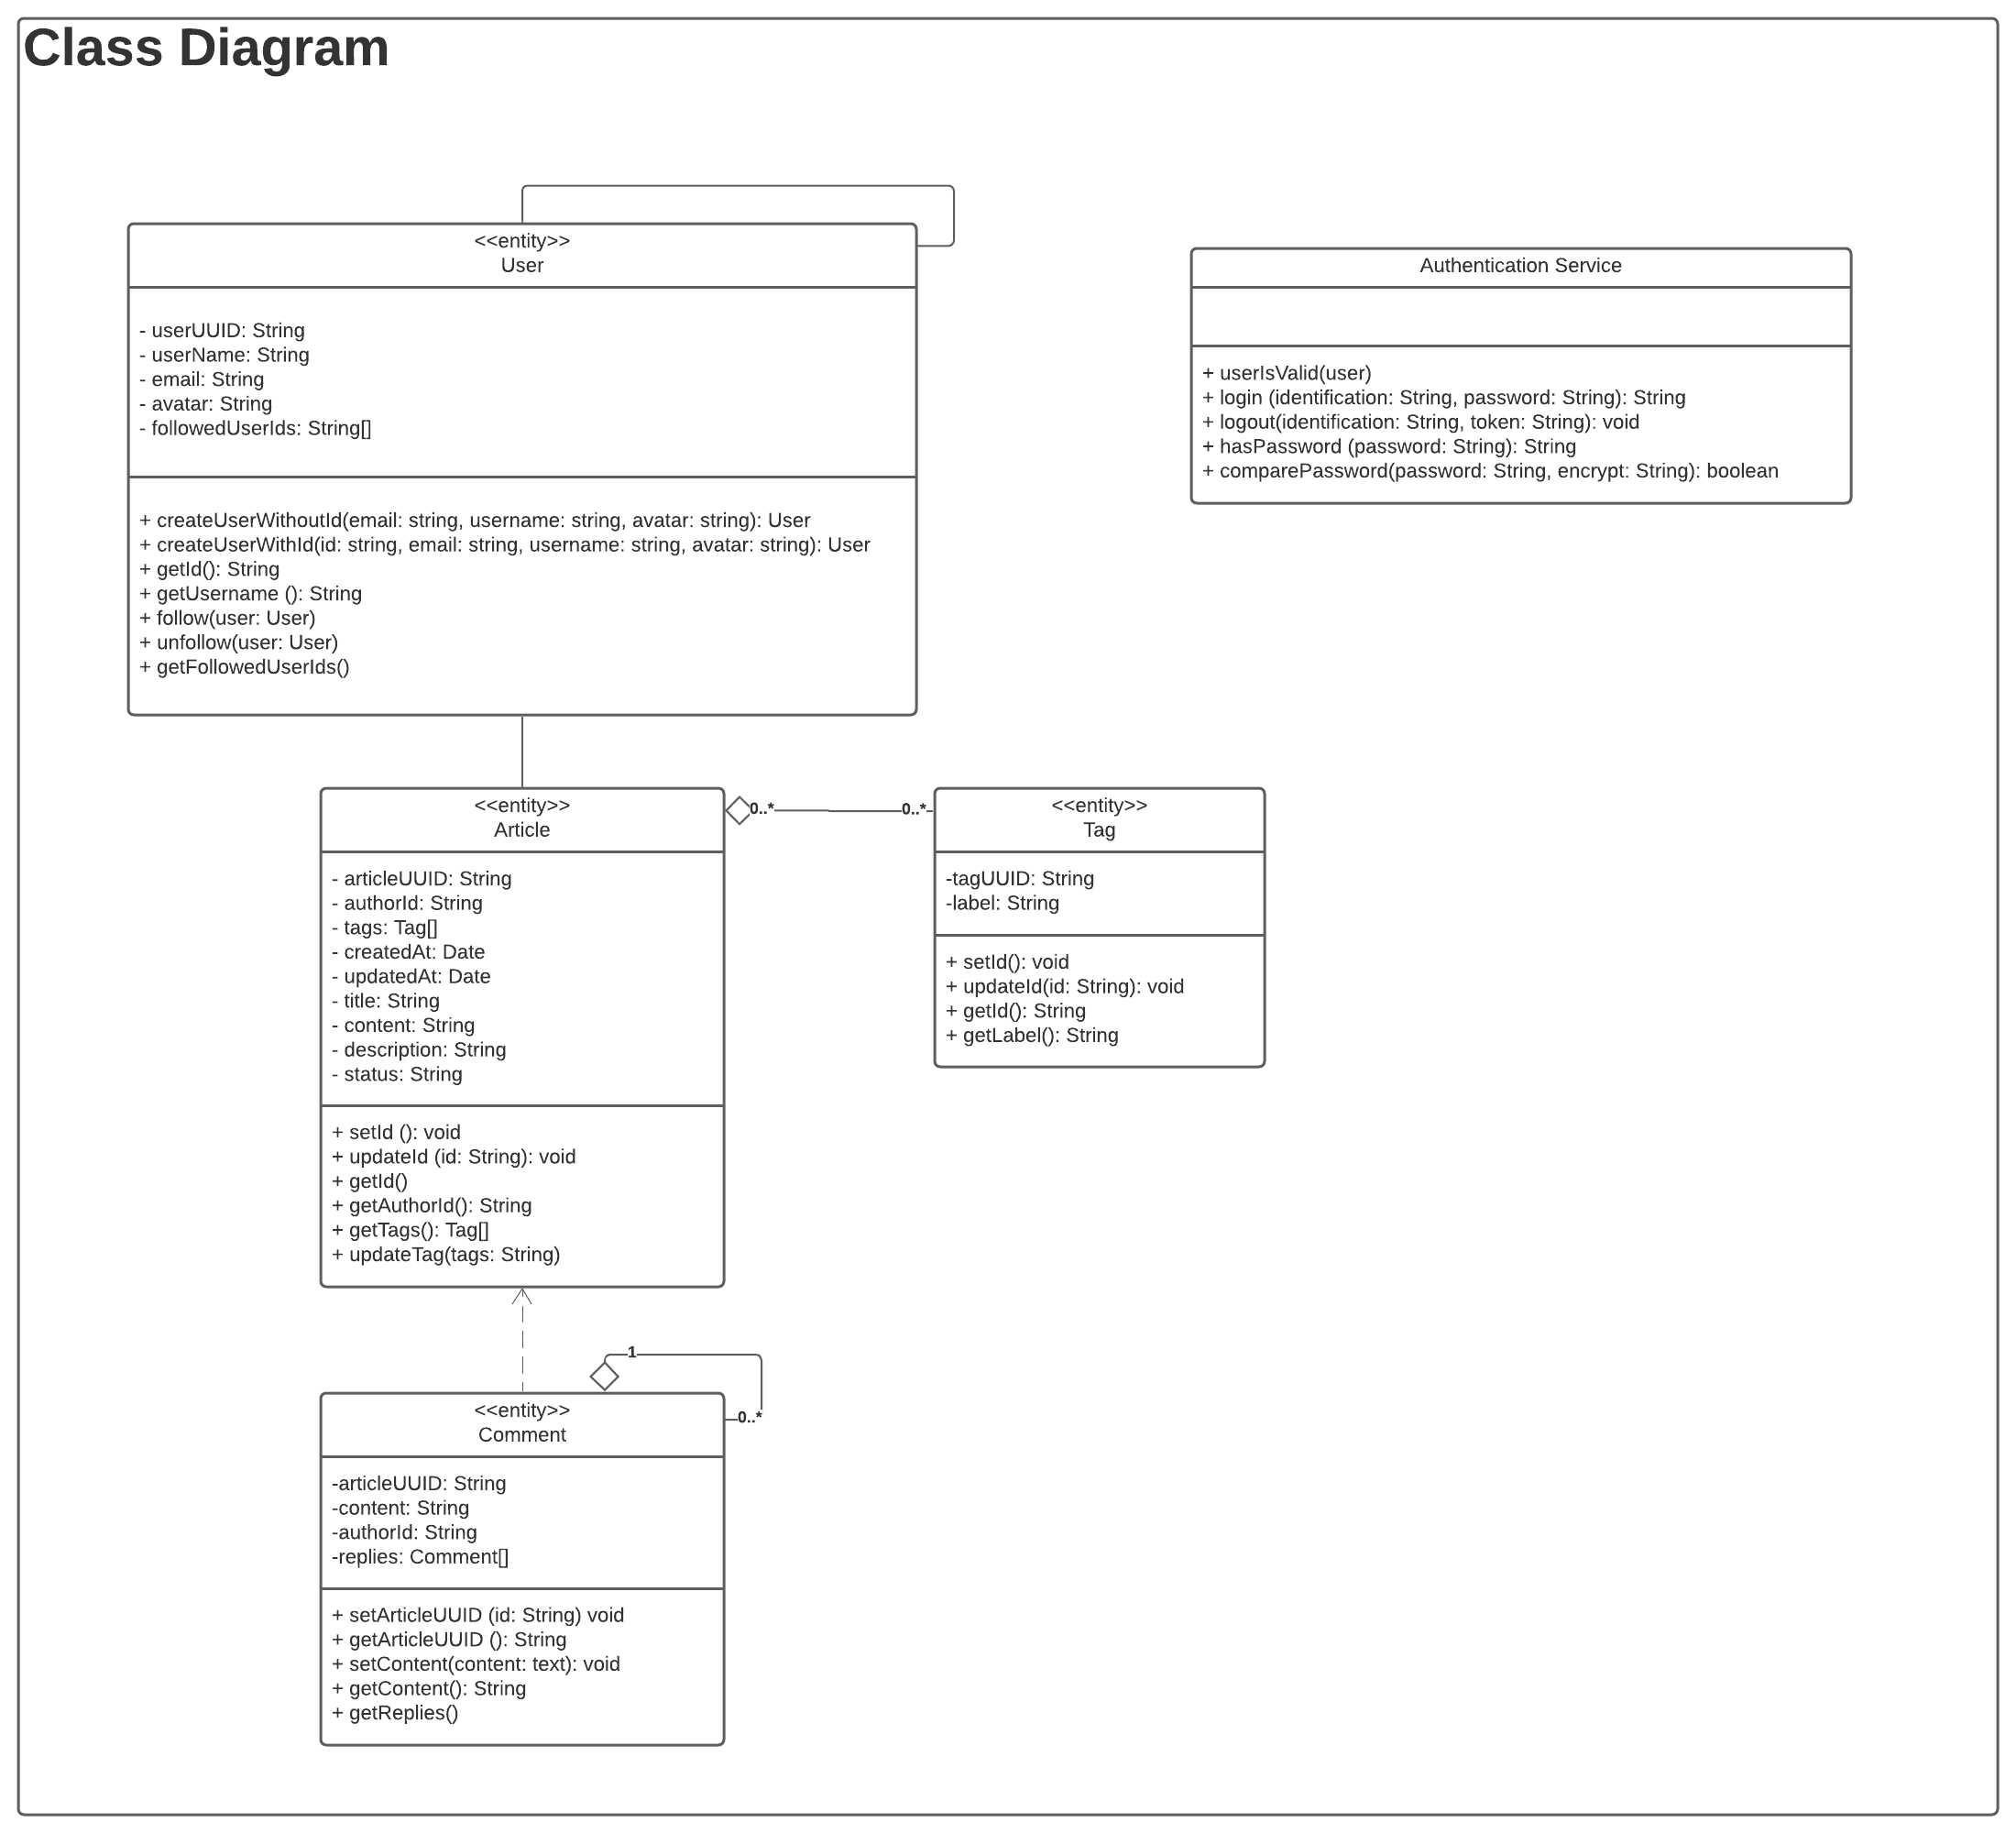 Class Diagram
<<entity>>
User
- userUUID: String
- userName: String
- email: String
- avatar: String
- followedUserIds: String[]
+ createUserWithoutId(email: string, username: string, avatar: string): User
+ createUserWithId(id: string, email: string, username: string, avatar: string): User
+ getId(): String
+ getUsername (): String
+ follow(user: User)
+ unfollow(user: User)
+ getFollowedUserIds()
Authentication Service
+ userIsValid(user)
+ login (identification: String, password: String): String
+ logout(identification: String, token: String): void
+ hasPassword (password: String): String
+ comparePassword(password: String, encrypt: String): boolean
<<entity>>
Article
- articleUUID: String
- authorId: String
- tags: Tag[]
- createdAt: Date
- updatedAt: Date
- title: String
- content: String
- description: String
- status: String
+ setId (): void
+ updateId (id: String): void
+ getId()
+ getAuthorId(): String
+ getTags(): Tag[]
+ updateTag(tags: String)
0..*
0..*
<<entity>>
Tag
-tagUUID: String
-label: String
+ setId(): void
+ updateId(id: String): void
+ getId(): String
+ getLabel(): String
1
0..*
<<entity>>
Comment
-articleUUID: String
-content: String
-authorId: String
-replies: Comment[]
+ setArticleUUID (id: String) void
+ getArticleUUID (): String
+ setContent(content: text): void
+ getContent(): String
+ getReplies()